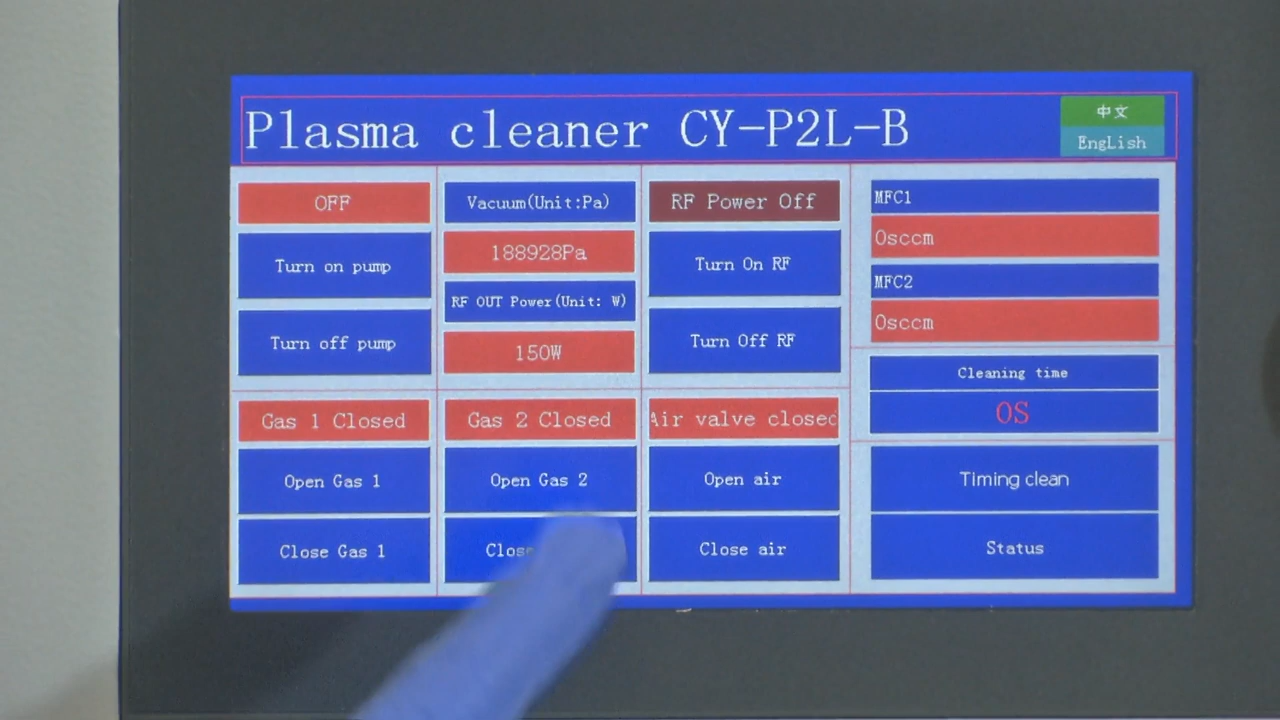 Plasma cleaner CY-P2L-B
中文
EngLish
OFF
Turn on pump
Turn off pump
Vacuum(Unit:Pa)
188928Pa
RF OUT Power(Unit: W)
150W
RF Power Off
Turn On RF
Turn Off RF
MFC1
0sccm
MFC2
0sccm
Cleaning time
0S
Gas 1 Closed
Open Gas 1
Close Gas 1
Gas 2 Closed
Open Gas 2
Air valve closed
Open air
Close air
Timing clean
Status